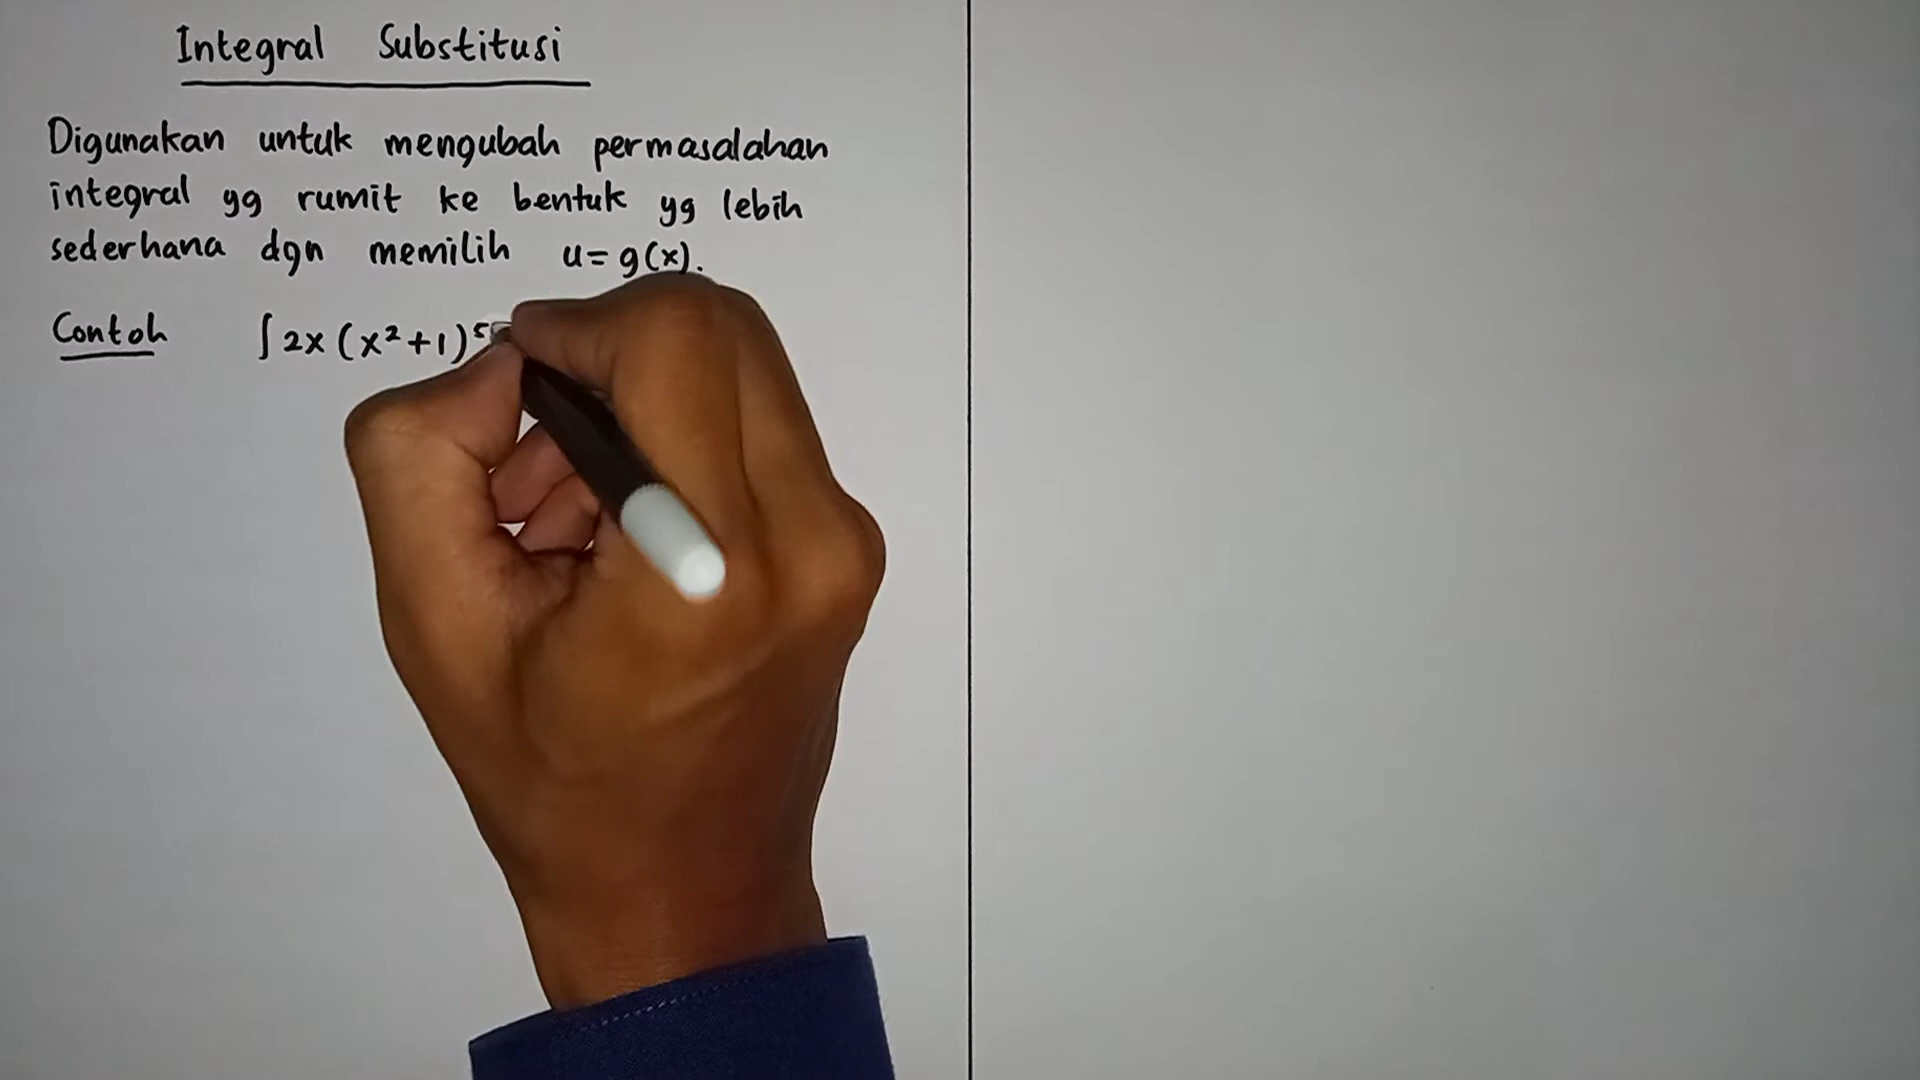 Integral Substitusi
Digunakan untuk mengubah permasalahan
integral yg rumit ke bentuk yg lebih
sederhana dgn memilih u = g(x).
Contoh ∫ 2x (x²+1)⁵